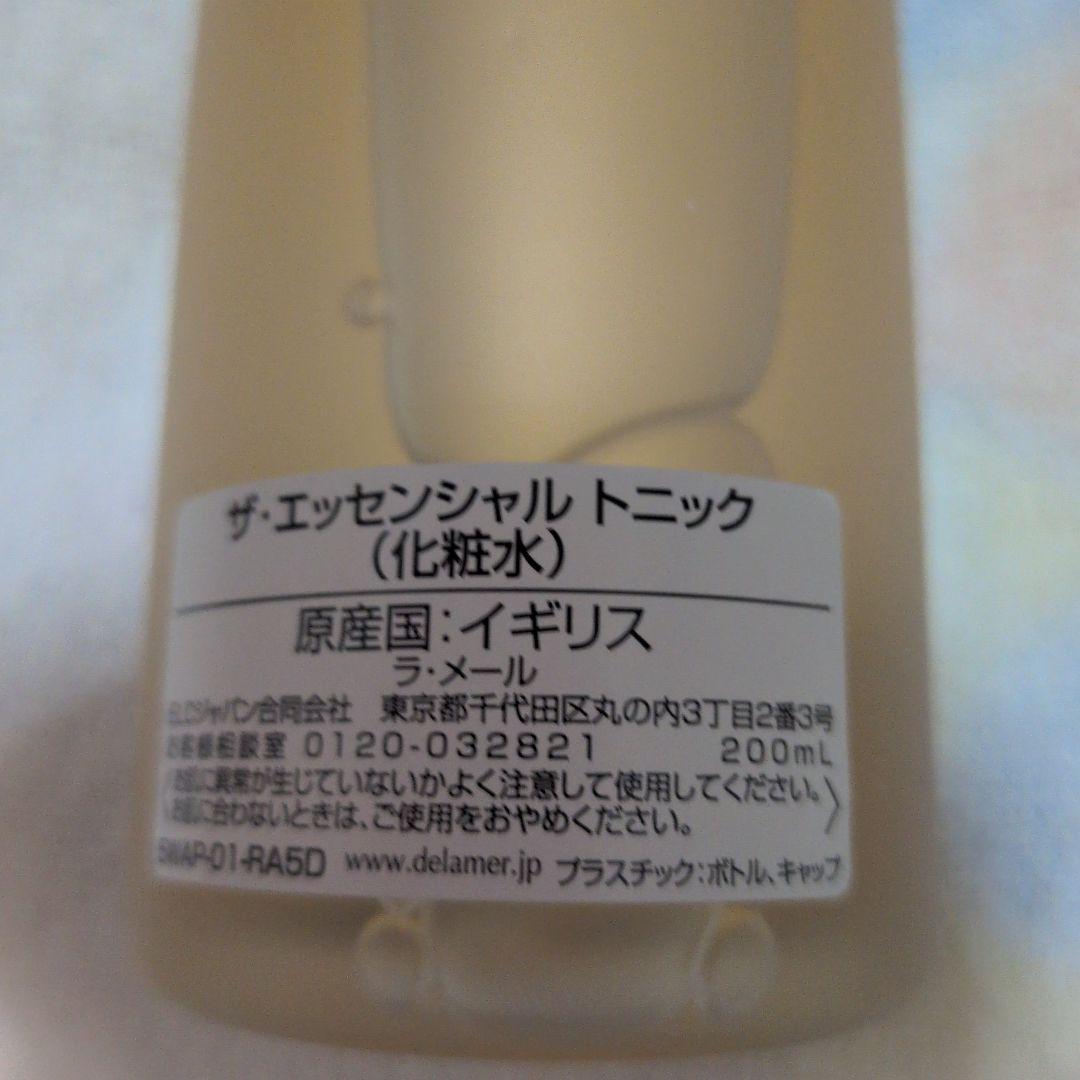 ザ・エッセンシャル トニック
(化粧水)
原産国:イギリス
ラ・メール
ELCジャパン合同会社 東京都千代田区丸の内3丁目2番3号
お客様相談室 0120-032821 200mL
お肌に異常が生じていないかよく注意して使用してください。
お肌に合わないときは、ご使用をおやめください。
5WAP-01-RA5D www.delamer.jp プラスチック:ボトル、キャップ